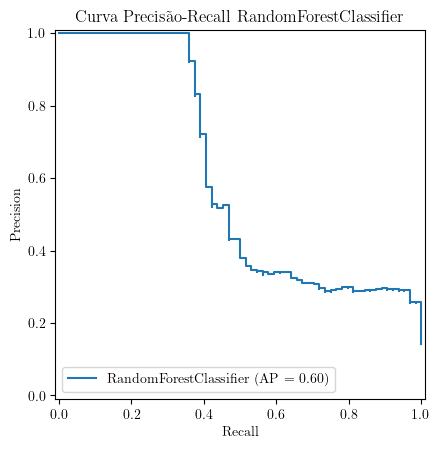 Curva Precisão-Recall RandomForestClassifier
1.0
0.8
0.6
0.4
0.2
0.0
Precision
RandomForestClassifier (AP = 0.60)
0.0 0.2 0.4 0.6 0.8 1.0
Recall